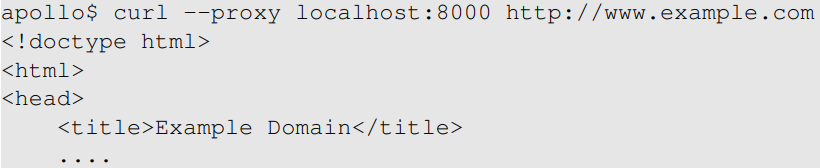 apollo$ curl --proxy localhost:8000 http://www.example.com
<!doctype html>
<html>
<head>
    <title>Example Domain</title>
    ....